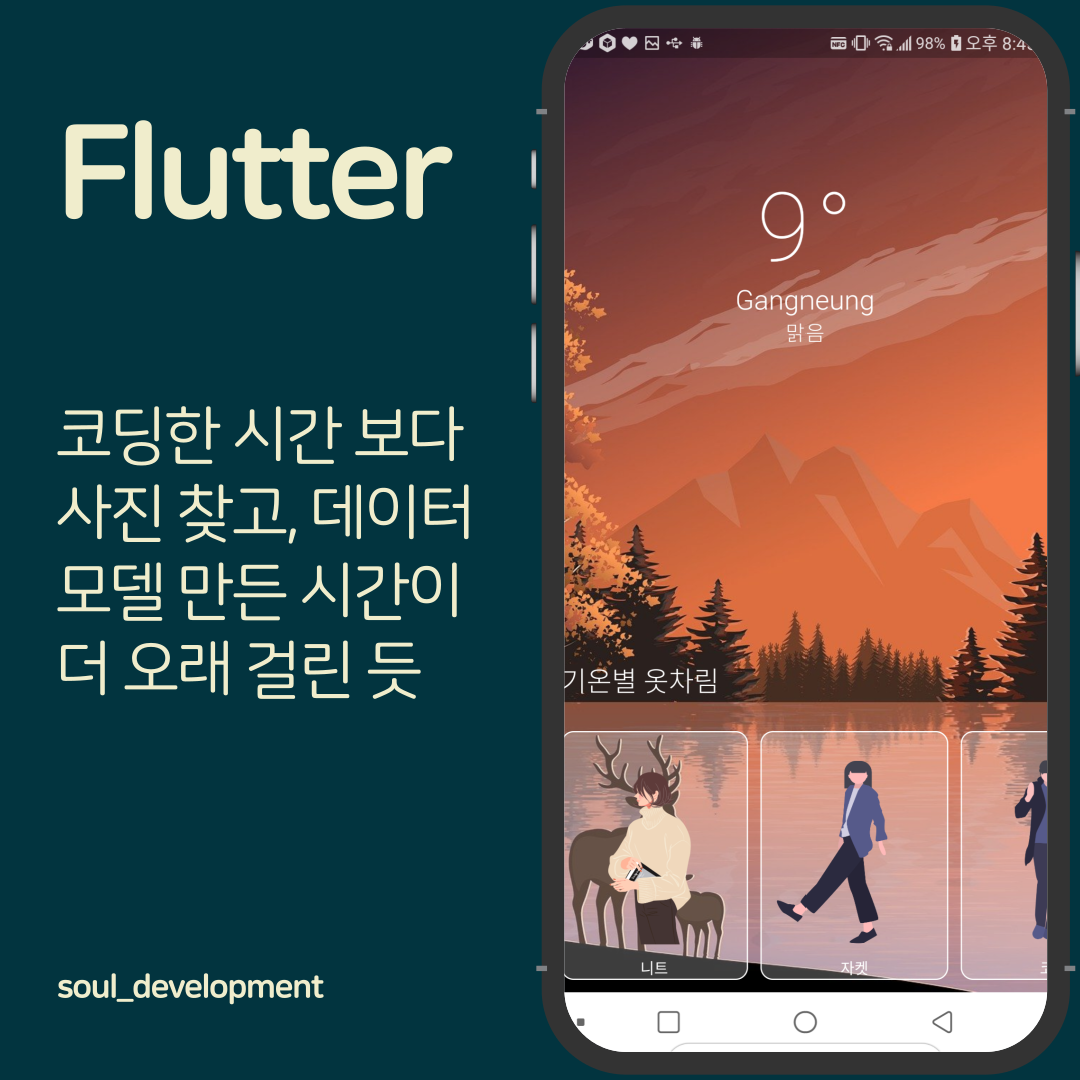 Flutter
코딩한 시간 보다
사진 찾고, 데이터
모델 만든 시간이
더 오래 걸린 듯
soul_development
NFC 98% 오후 8:4
9°
Gangneung
맑음
기온별 옷차림
니트
자켓